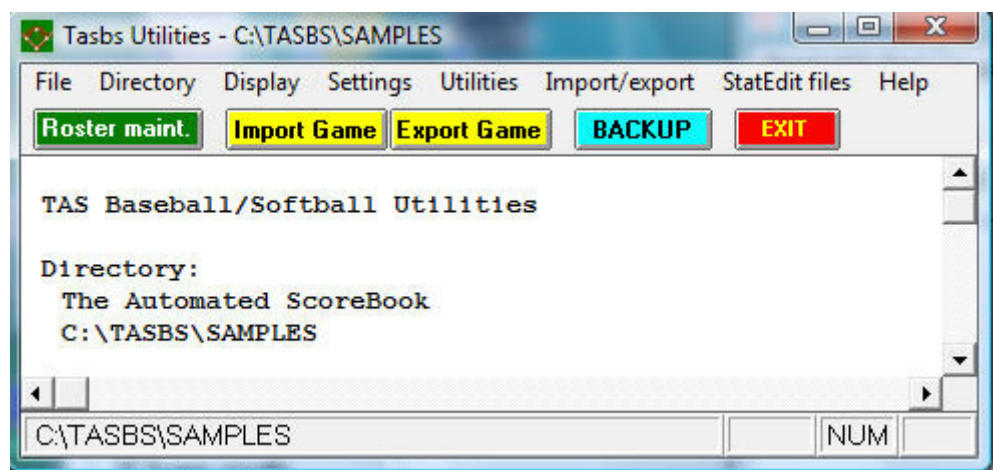 Tasbs Utilities - C:\TASBS\SAMPLES
File Directory Display Settings Utilities Import/export StatEdit files Help
Roster maint. Import Game Export Game BACKUP EXIT
TAS Baseball/Softball Utilities
Directory:
The Automated ScoreBook
C:\TASBS\SAMPLES
C:\TASBS\SAMPLES NUM